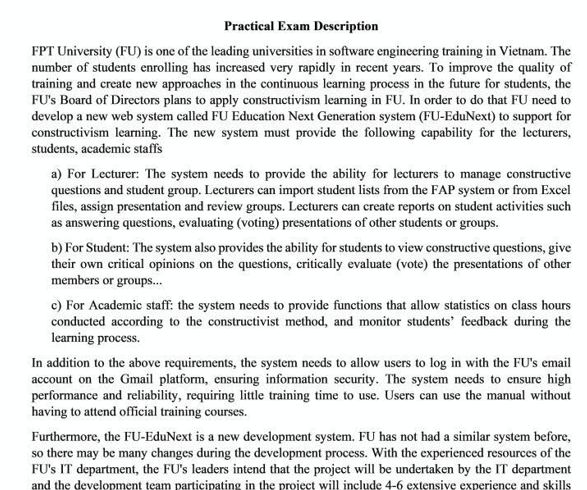 Practical Exam Description
FPT University (FU) is one of the leading universities in software engineering training in Vietnam. The
number of students enrolling has increased very rapidly in recent years. To improve the quality of
training and create new approaches in the continuous learning process in the future for students, the
FU's Board of Directors plans to apply constructivism learning in FU. In order to do that FU need to
develop a new web system called FU Education Next Generation system (FU-EduNext) to support for
constructivism learning. The new system must provide the following capability for the lecturers,
students, academic staffs
a) For Lecturer: The system needs to provide the ability for lecturers to manage constructive
questions and student group. Lecturers can import student lists from the FAP system or from Excel
files, assign presentation and review groups. Lecturers can create reports on student activities such
as answering questions, evaluating (voting) presentations of other students or groups.
b) For Student: The system also provides the ability for students to view constructive questions, give
their own critical opinions on the questions, critically evaluate (vote) the presentations of other
members or groups...
c) For Academic staff: the system needs to provide functions that allow statistics on class hours
conducted according to the constructivist method, and monitor students’ feedback during the
learning process.
In addition to the above requirements, the system needs to allow users to log in with the FU's email
account on the Gmail platform, ensuring information security. The system needs to ensure high
performance and reliability, requiring little training time to use. Users can use the manual without
having to attend official training courses.
Furthermore, the FU-EduNext is a new development system. FU has not had a similar system before,
so there may be many changes during the development process. With the experienced resources of the
FU's IT department, the FU's leaders intend that the project will be undertaken by the IT department
and the development team participating in the project will include 4-6 extensive experience and skills